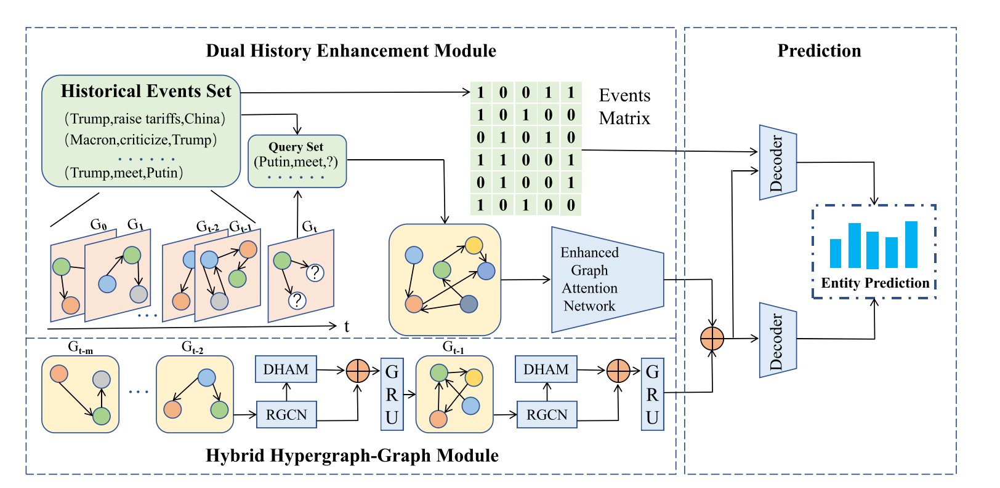 Dual History Enhancement Module
Prediction
Historical Events Set
(Trump,raise tariffs,China)
(Macron,criticize,Trump)
. . . . . .
(Trump,meet,Putin)
Query Set
(Putin,meet,?)
. . . . . .
1 0 0 1 1
1 0 1 0 0
0 1 0 1 0
1 1 0 0 1
0 1 0 0 1
1 0 1 0 0
Events
Matrix
G0
G1
Gt-2
Gt-1
Gt
?
?
...
t
Enhanced
Graph
Attention
Network
Decoder
Decoder
Entity Prediction
Gt-m
...
Gt-2
DHAM
RGCN
GRU
Gt-1
DHAM
RGCN
GRU
Hybrid Hypergraph-Graph Module